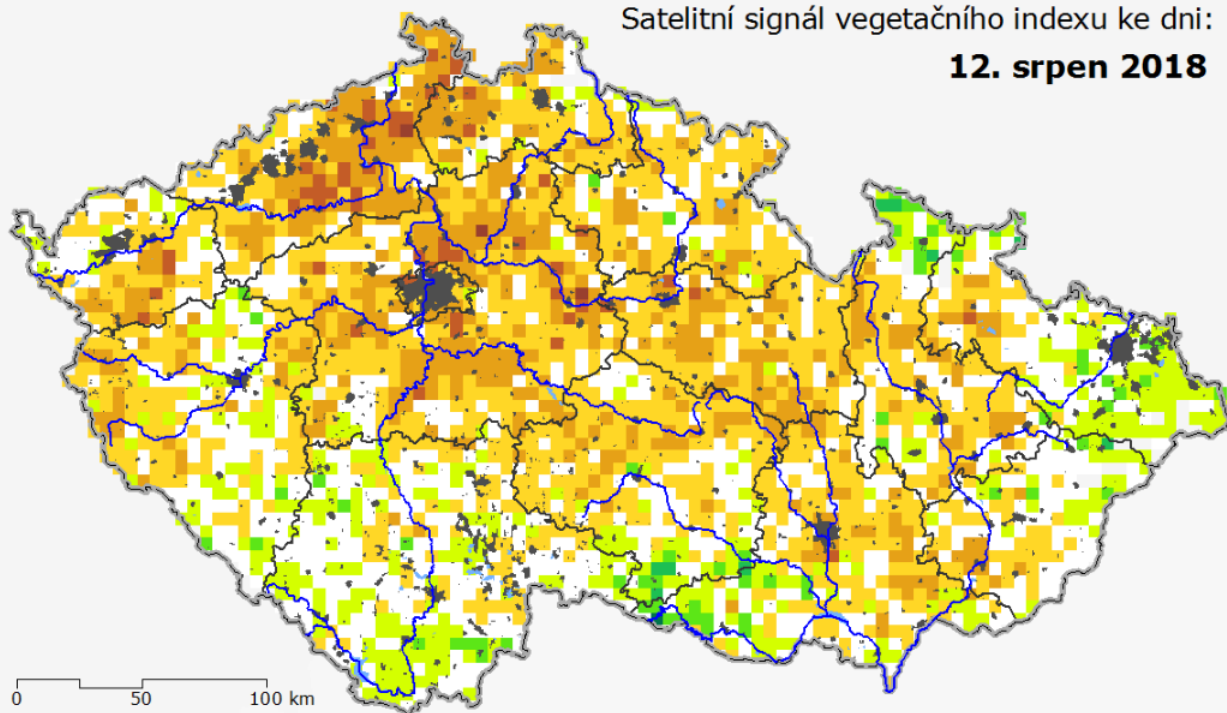 Satelitní signál vegetačního indexu ke dni:
12. srpen 2018
0 50 100 km